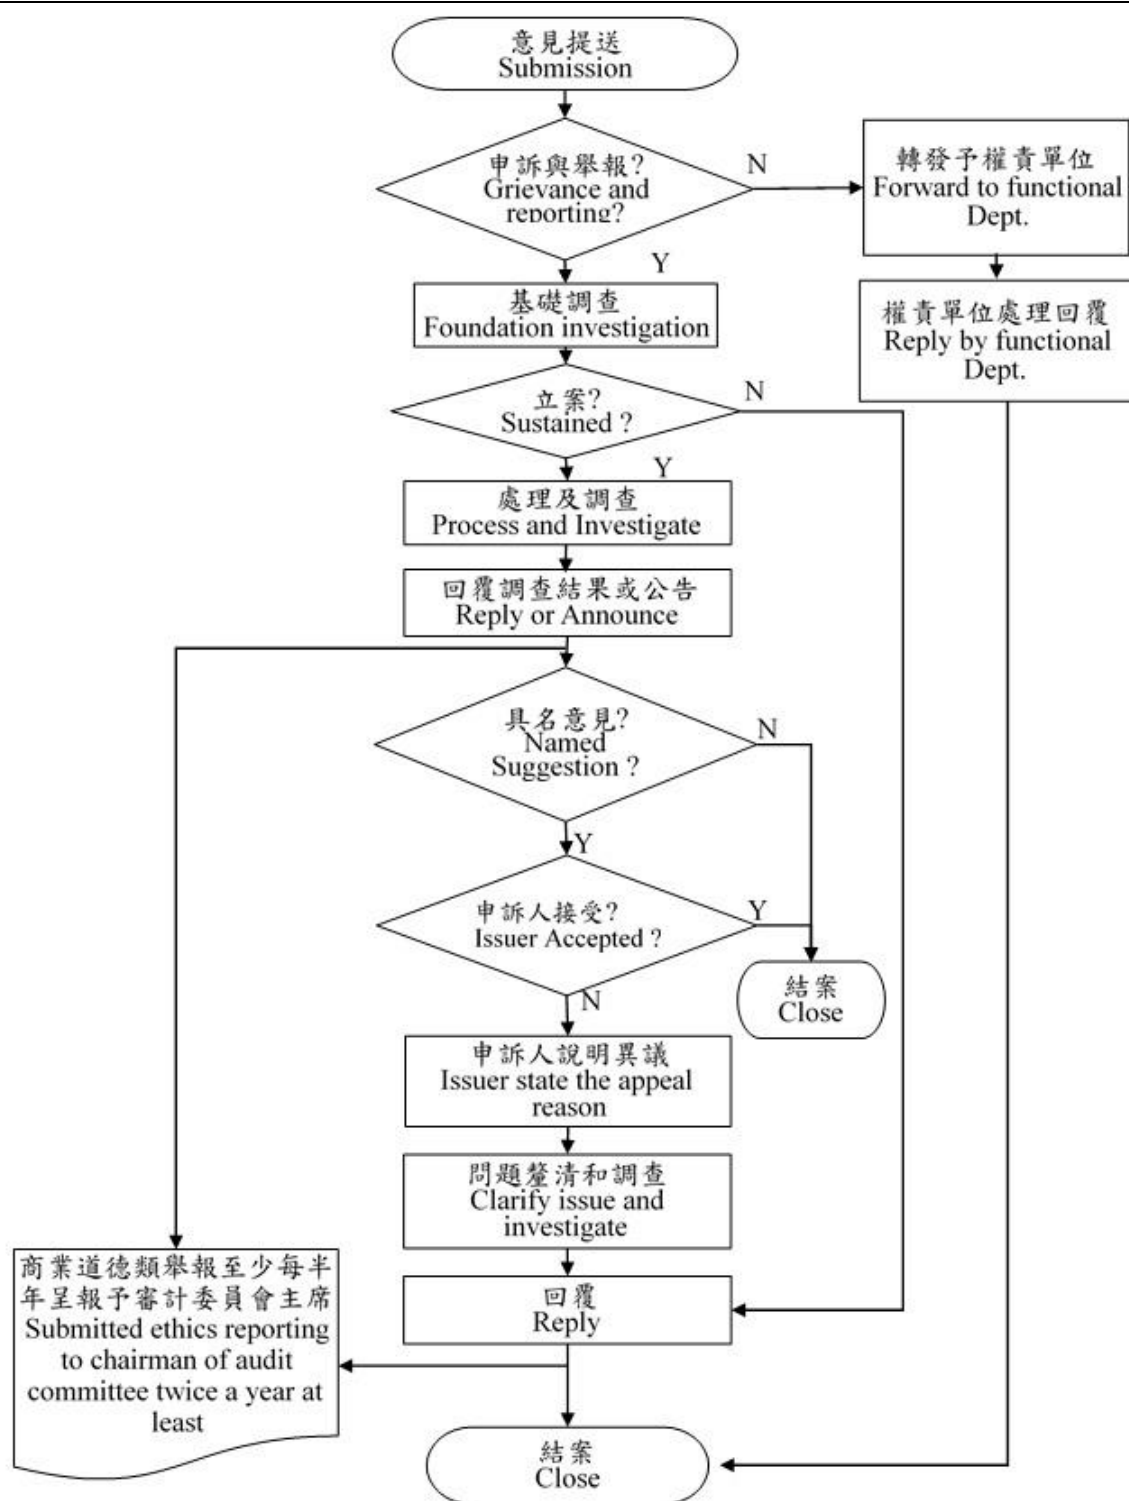 意見提送
Submission
申訴與舉報?
Grievance and
reporting?
N
轉發予權責單位
Forward to functional
Dept.
Y
基礎調查
Foundation investigation
權責單位處理回覆
Reply by functional
Dept.
立案?
Sustained ?
N
Y
處理及調查
Process and Investigate
回覆調查結果或公告
Reply or Announce
具名意見?
Named
Suggestion ?
N
Y
申訴人接受?
Issuer Accepted ?
Y
N
結案
Close
申訴人說明異議
Issuer state the appeal
reason
問題釐清和調查
Clarify issue and
investigate
回覆
Reply
商業道德類舉報至少每半
年呈報予審計委員會主席
Submitted ethics reporting
to chairman of audit
committee twice a year at
least
結案
Close